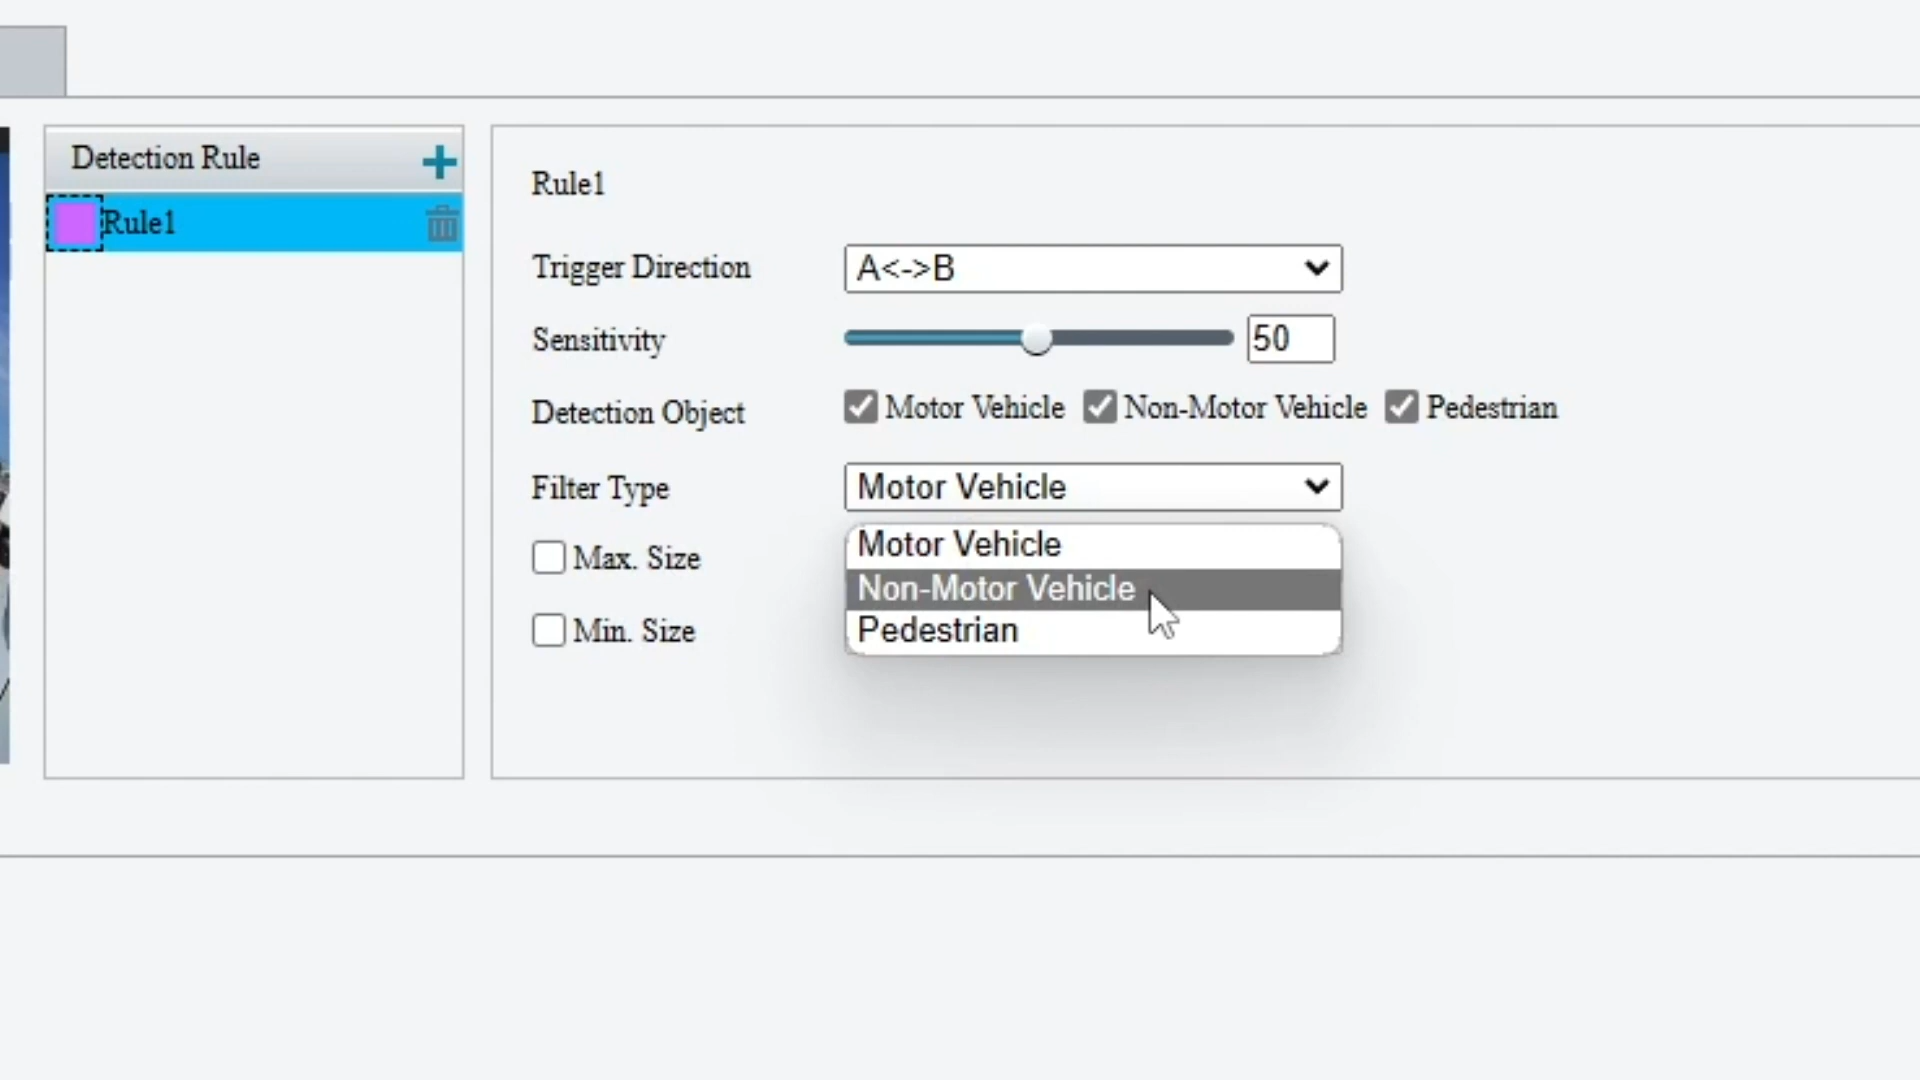 Detection Rule
Rule1
Rule1
Trigger Direction
A<->B
Sensitivity
50
Detection Object
Motor Vehicle
Non-Motor Vehicle
Pedestrian
Filter Type
Motor Vehicle
Motor Vehicle
Max. Size
Non-Motor Vehicle
Min. Size
Pedestrian